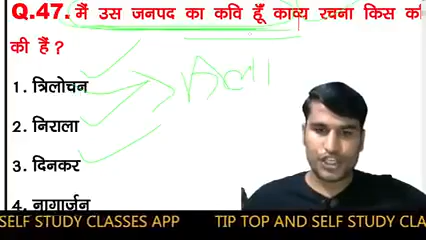 Q.47. मैं उस जनपद का कवि हूँ काव्य रचना किस
की हैं ?
1. त्रिलोचन
2. निराला
3. दिनकर
4. नागार्जुन
SELF STUDY CLASSES APP TIP TOP AND SELF STUDY CLA